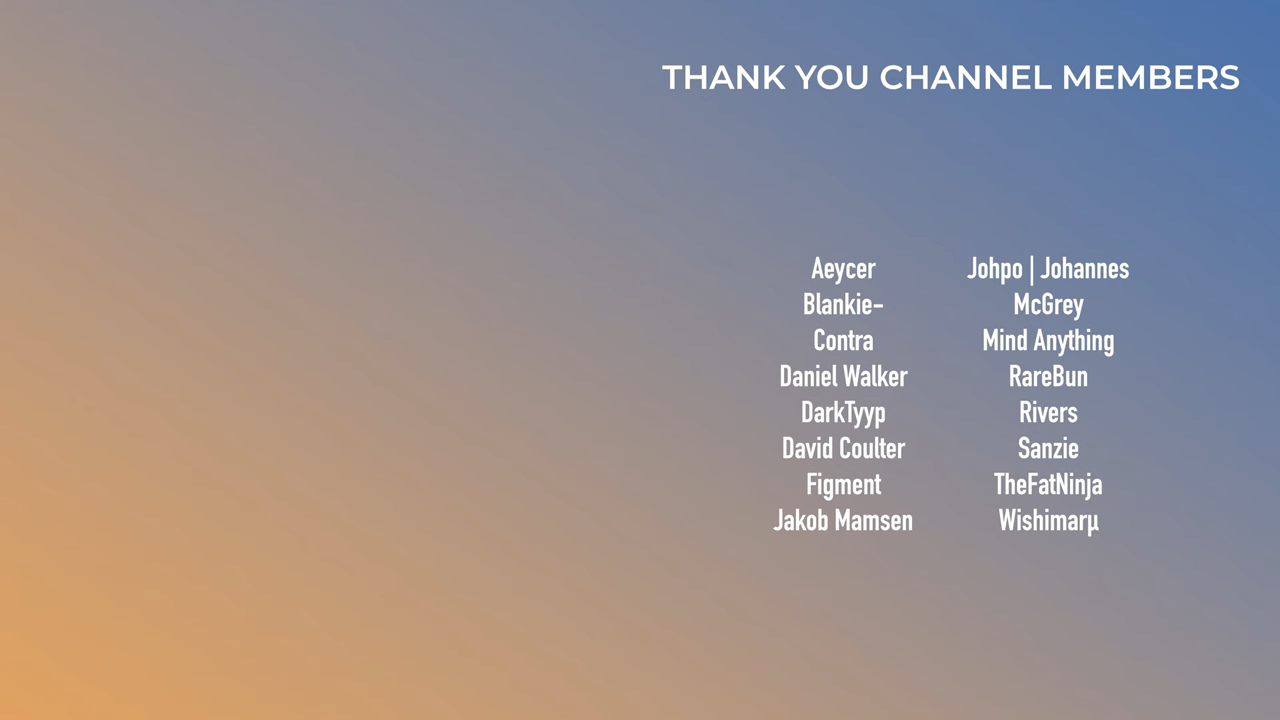 THANK YOU CHANNEL MEMBERS
Aeycer
Blankie-
Contra
Daniel Walker
DarkTyyp
David Coulter
Figment
Jakob Mamsen
Johpo | Johannes
McGrey
Mind Anything
RareBun
Rivers
Sanzie
TheFatNinja
Wishimarµ